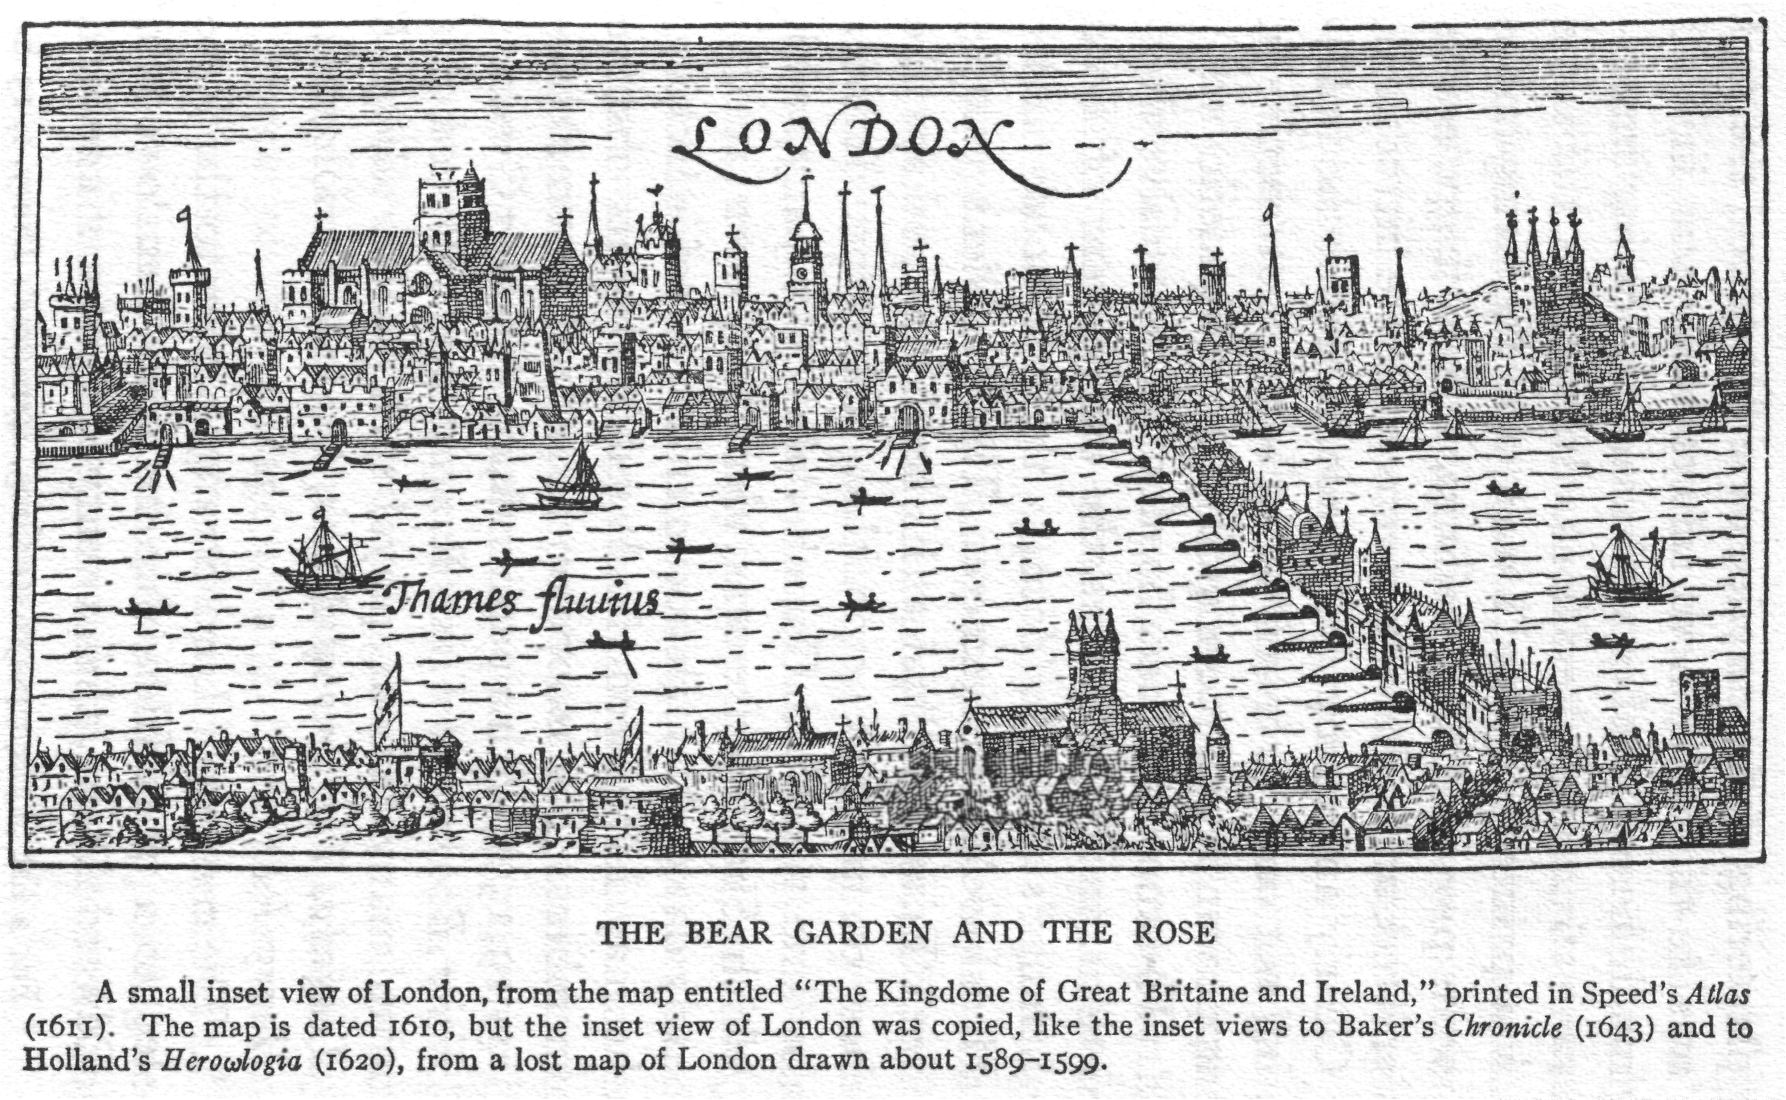 LONDON
Thames fluuius
THE BEAR GARDEN AND THE ROSE
A small inset view of London, from the map entitled “The Kingdome of Great Britaine and Ireland,” printed in Speed’s Atlas
(1611). The map is dated 1610, but the inset view of London was copied, like the inset views to Baker’s Chronicle (1643) and to
Holland’s Herωologia (1620), from a lost map of London drawn about 1589–1599.